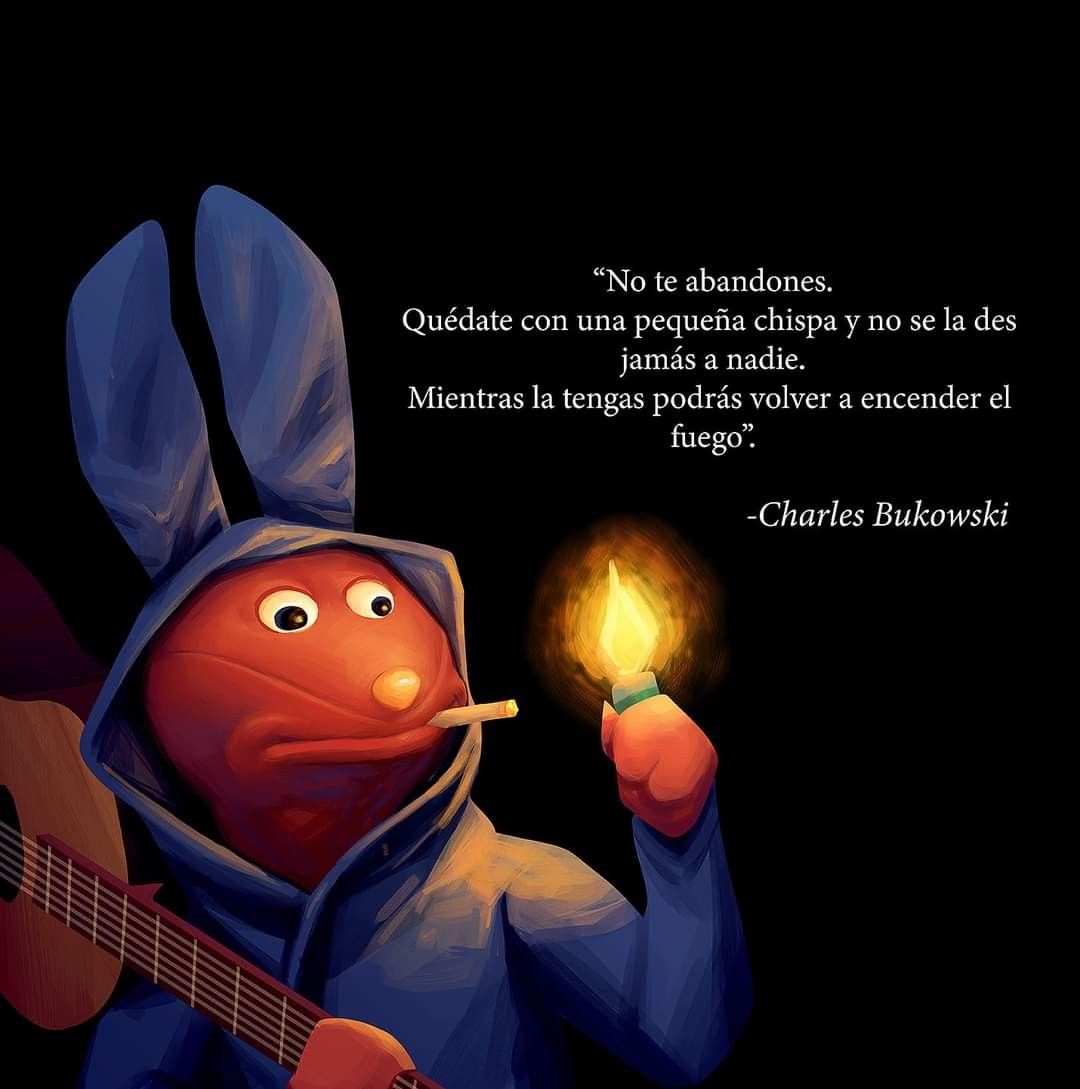 “No te abandones.
Quédate con una pequeña chispa y no se la des
jamás a nadie.
Mientras la tengas podrás volver a encender el
fuego”.
-Charles Bukowski